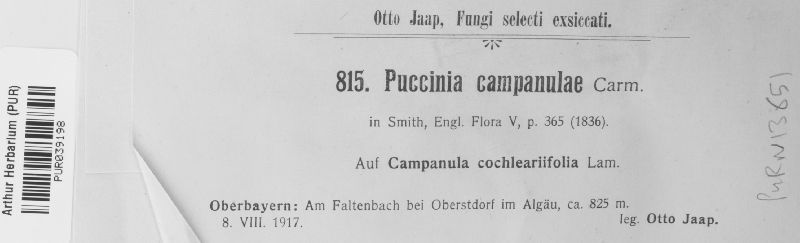 Otto Jaap, Fungi selecti exsiccati.
815. Puccinia campanulae Carm.
in Smith, Engl. Flora V, p. 365 (1836).
Auf Campanula cochleariifolia Lam.
Oberbayern: Am Faltenbach bei Oberstdorf im Algäu, ca. 825 m.
8. VIII. 1917. leg. Otto Jaap.
Arthur Herbarium (PUR)
PUR039198
PURN13651